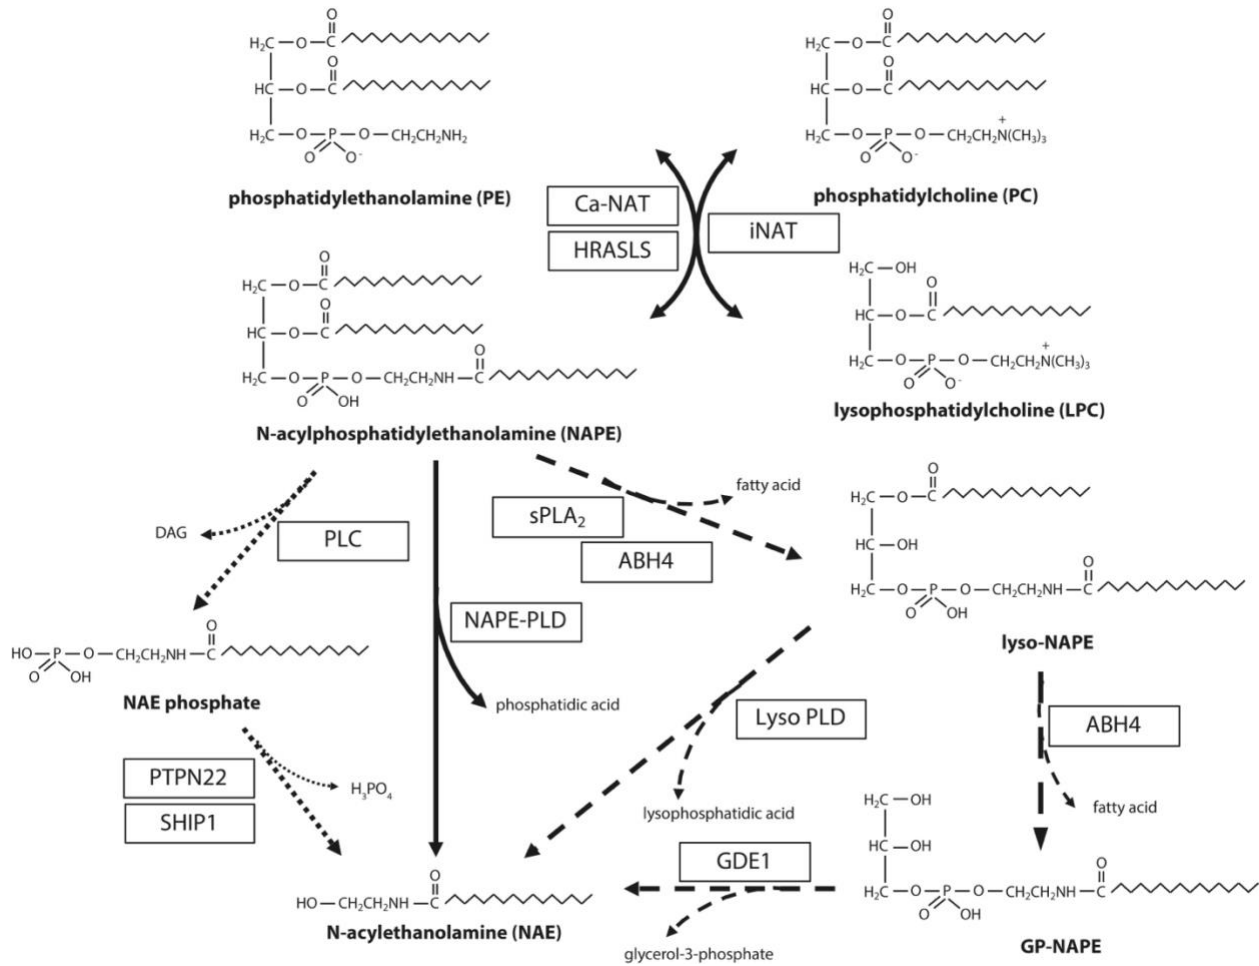 O
H₂C — O — C
O
HC — O — C
H₂C — O — P — O — CH₂CH₂NH₂
O O⁻
phosphatidylethanolamine (PE)
O
H₂C — O — C
O
HC — O — C
+
H₂C — O — P — O — CH₂CH₂N(CH₃)₃
O O⁻
phosphatidylcholine (PC)
Ca-NAT
HRASLS
iNAT
O
H₂C — O — C
O
HC — O — C
O
H₂C — O — P — O — CH₂CH₂NH — C
O OH
N-acylphosphatidylethanolamine (NAPE)
H₂C — OH
O
HC — O — C
+
H₂C — O — P — O — CH₂CH₂N(CH₃)₃
O O⁻
lysophosphatidylcholine (LPC)
DAG
PLC
sPLA₂
ABH4
fatty acid
NAPE-PLD
phosphatidic acid
O
H₂C — O — C
HC — OH
O
H₂C — O — P — O — CH₂CH₂NH — C
O OH
lyso-NAPE
O
HO — P — O — CH₂CH₂NH — C
O OH
NAE phosphate
PTPN22
SHIP1
H₃PO₄
Lyso PLD
lysophosphatidic acid
ABH4
fatty acid
GDE1
glycerol-3-phosphate
O
HO — CH₂CH₂NH — C
N-acylethanolamine (NAE)
H₂C — OH
HC — OH
O
H₂C — O — P — O — CH₂CH₂NH — C
O OH
GP-NAPE